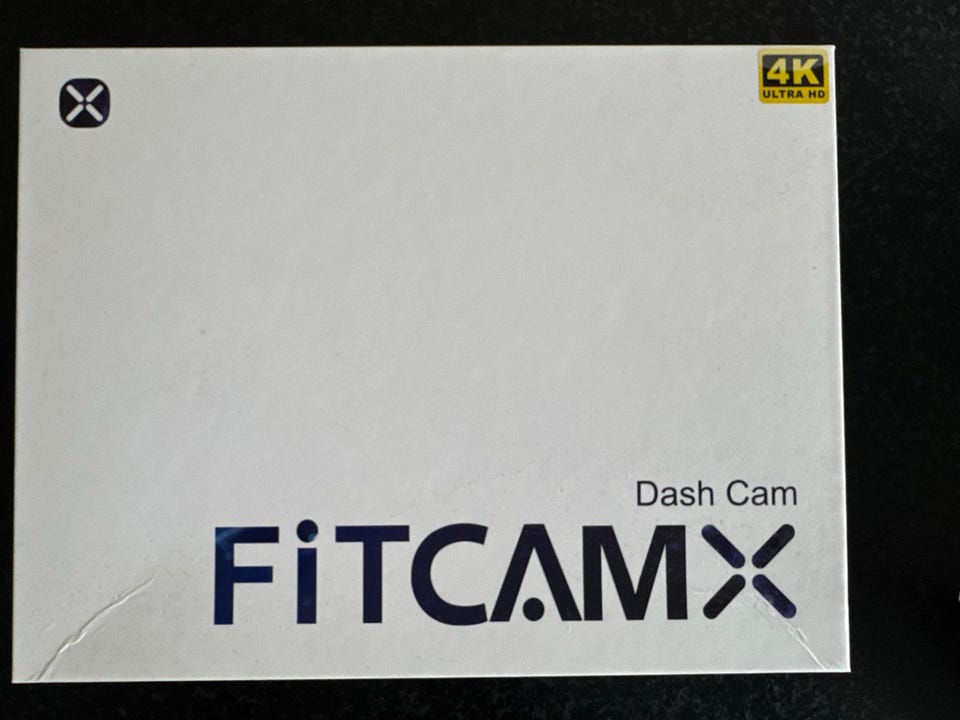 4K
ULTRA HD
Dash Cam
FiTCAMX